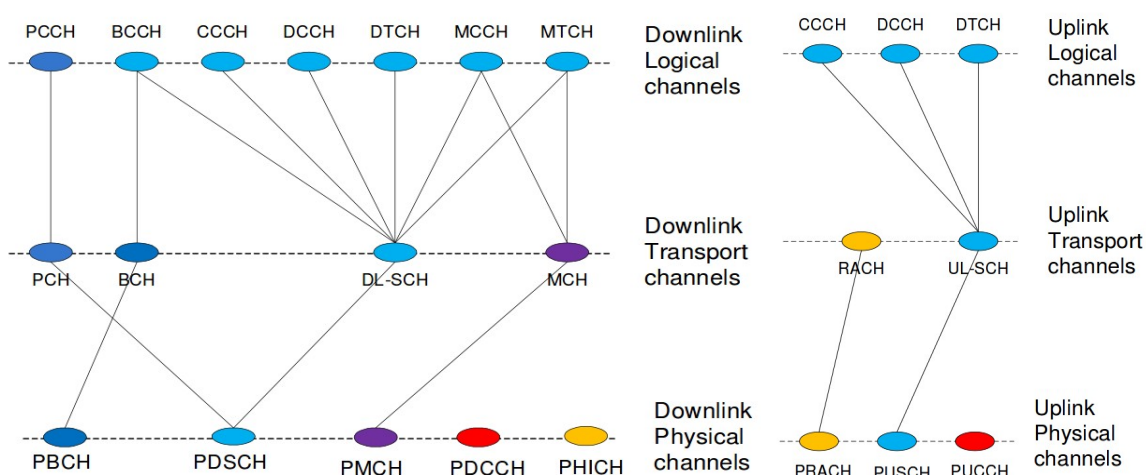 PCCH BCCH CCCH DCCH DTCH MCCH MTCH
Downlink
Logical
channels
PCH BCH DL-SCH MCH
Downlink
Transport
channels
PBCH PDSCH PMCH PDCCH PHICH
Downlink
Physical
channels
CCCH DCCH DTCH
Uplink
Logical
channels
RACH UL-SCH
Uplink
Transport
channels
PRACH PUSCH PUCCH
Uplink
Physical
channels